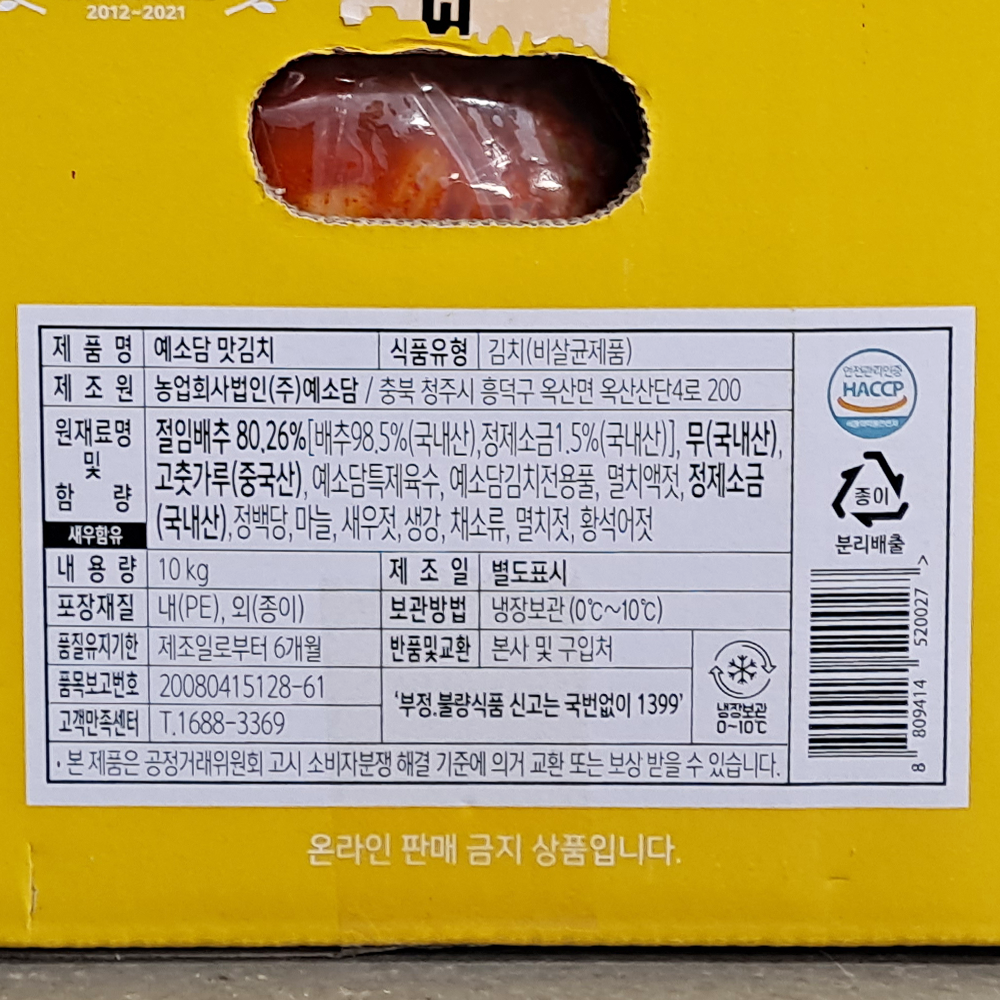 2012~2021
제 품 명 예소담 맛김치 식품유형 김치(비살균제품)
제 조 원 농업회사법인(주)예소담 / 충북 청주시 흥덕구 옥산면 옥산산단4로 200
원재료명 및 함 량
새우함유
절임배추 80.26%[배추98.5%(국내산),정제소금1.5%(국내산)], 무(국내산),
고춧가루(중국산), 예소담특제육수, 예소담김치전용풀, 멸치액젓, 정제소금
(국내산),정백당,마늘, 새우젓,생강, 채소류, 멸치젓, 황석어젓
내 용 량 10kg 제 조 일 별도표시
포장재질 내(PE), 외(종이) 보관방법 냉장보관(0℃~10℃)
품질유지기한 제조일로부터 6개월 반품및교환 본사 및 구입처
품목보고번호 20080415128-61
'부정.불량식품 신고는 국번없이 1399'
고객만족센터 T.1688-3369
냉장보관
0~10℃
· 본 제품은 공정거래위원회 고시 소비자분쟁 해결 기준에 의거 교환 또는 보상 받을 수 있습니다.
안전관리인증
HACCP
종이
분리배출
8 809414 520027 >
온라인 판매 금지 상품입니다.